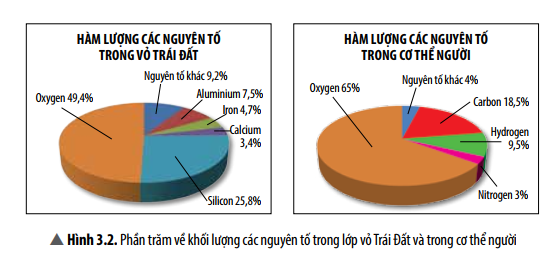 HÀM LƯỢNG CÁC NGUYÊN TỐ
TRONG VỎ TRÁI ĐẤT
Nguyên tố khác 9,2%
Oxygen 49,4%
Aluminium 7,5%
Iron 4,7%
Calcium
3,4%
Silicon 25,8%
HÀM LƯỢNG CÁC NGUYÊN TỐ
TRONG CƠ THỂ NGƯỜI
Oxygen 65%
Nguyên tố khác 4%
Carbon 18,5%
Hydrogen
9,5%
Nitrogen 3%
▲ Hình 3.2. Phần trăm về khối lượng các nguyên tố trong lớp vỏ Trái Đất và trong cơ thể người